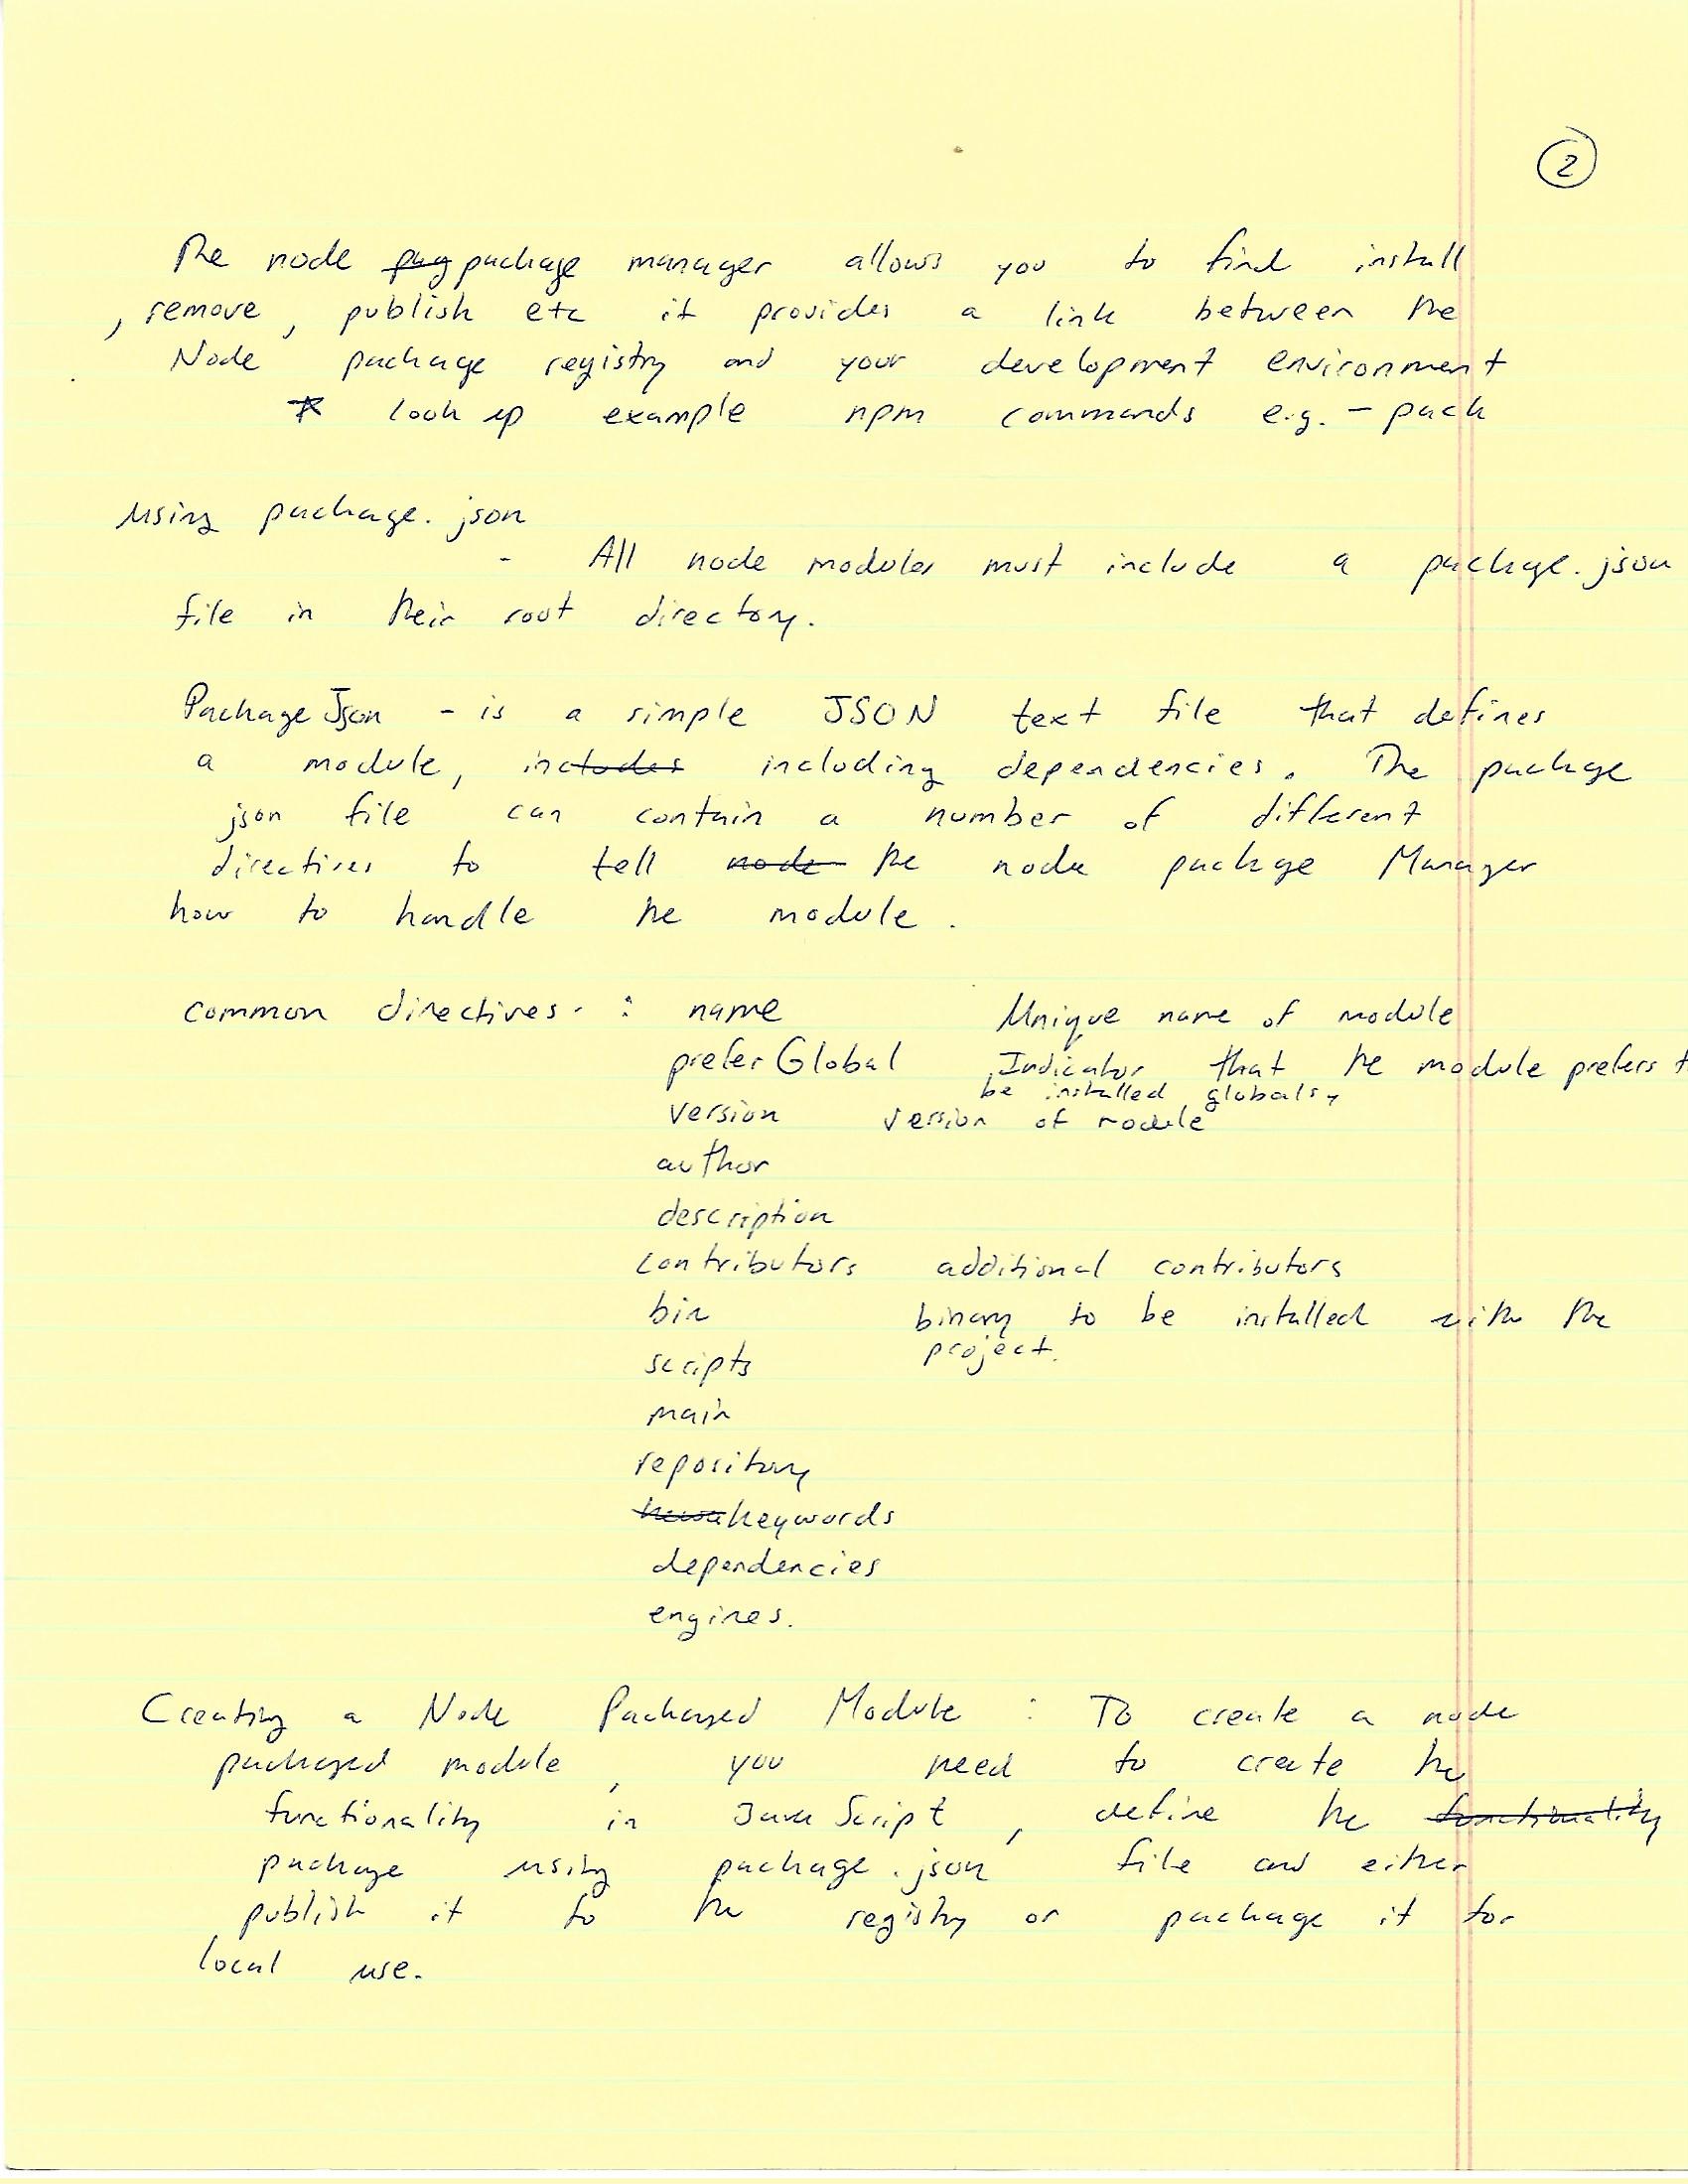 2
The node pag package manager allows you to find install
, remove, publish etc it provides a link between the
Node package registry and your development environment
* look up example npm commands e.g. - pack
Using package.json
- All node modules must include a package.json
file in their root directory.
Package Json - is a simple JSON text file that defines
a module, includes including dependencies. The package
json file can contain a number of different
directives to tell node the node package Manager
how to handle the module.
common directives. : name Unique name of module
preferGlobal Indicator that the module prefers t
be installed globaly
version version of module
author
description
contributors additional contributors
bin binary to be installed with the
project.
scripts
main
repository
keywords
dependencies
engines.
Creating a Node Packaged Module : To create a node
packaged module, you need to create the
functionality in JavaScript, define the functionality
package using package.json file and either
publish it to the registry or package it for
local use.